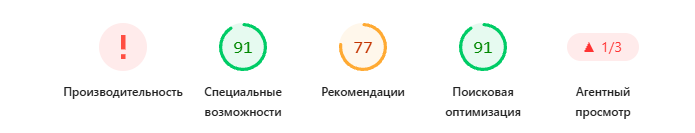 !
91
77
91
▲ 1/3
Производительность
Специальные
возможности
Рекомендации
Поисковая
оптимизация
Агентный
просмотр